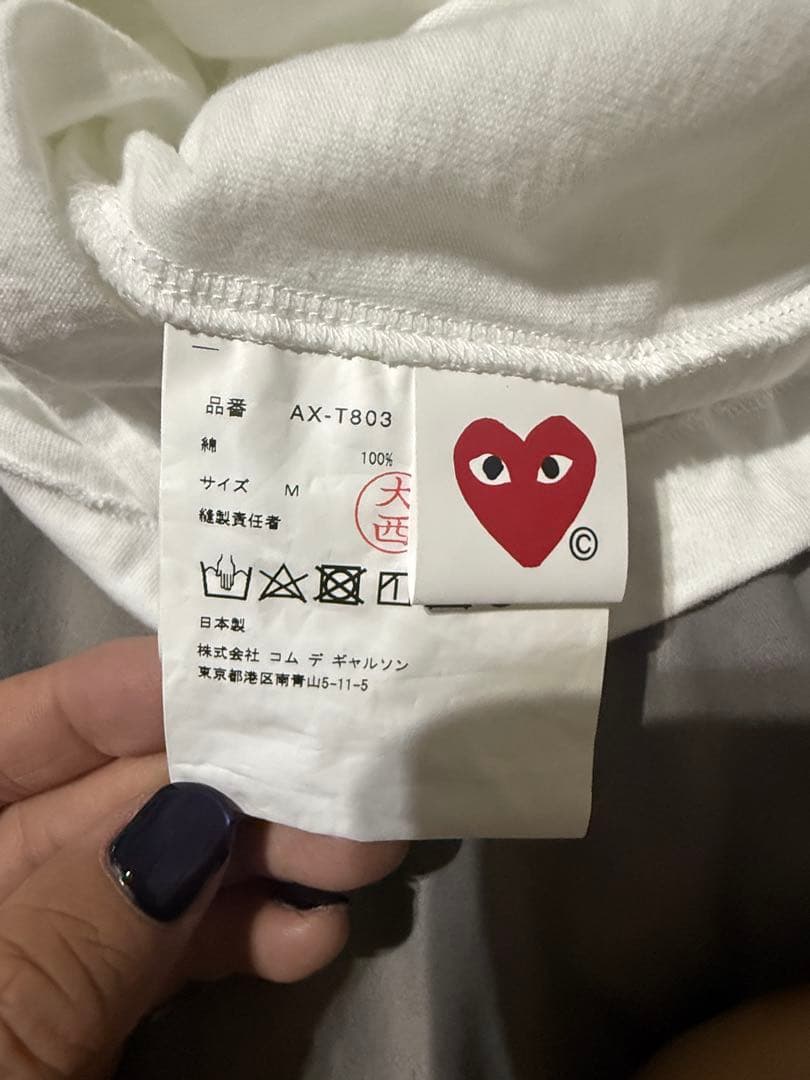 品番 AX-T803
綿 100%
サイズ M
縫製責任者
大西
日本製
株式会社 コム デ ギャルソン
東京都港区南青山5-11-5
©